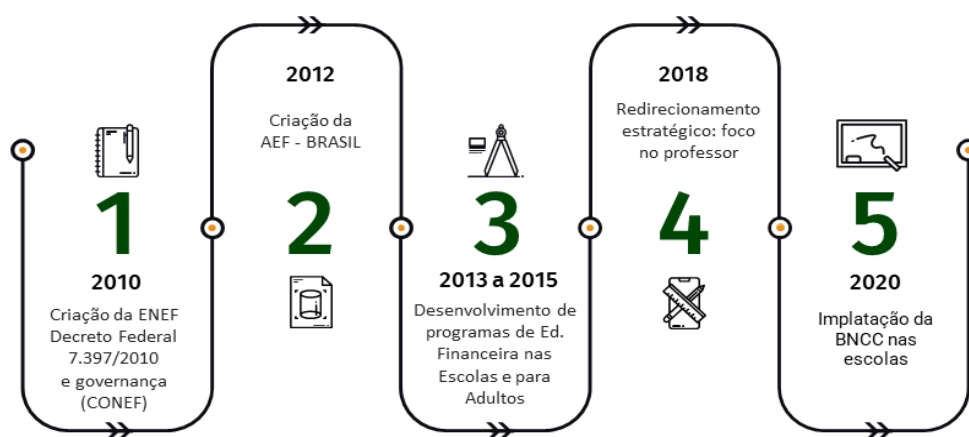 1
2010
Criação da ENEF
Decreto Federal
7.397/2010
e governança
(CONEF)
2012
Criação da
AEF - BRASIL
2
3
2013 a 2015
Desenvolvimento de
programas de Ed.
Financeira nas
Escolas e para
Adultos
2018
Redirecionamento
estratégico: foco
no professor
4
5
2020
Implatação da
BNCC nas
escolas